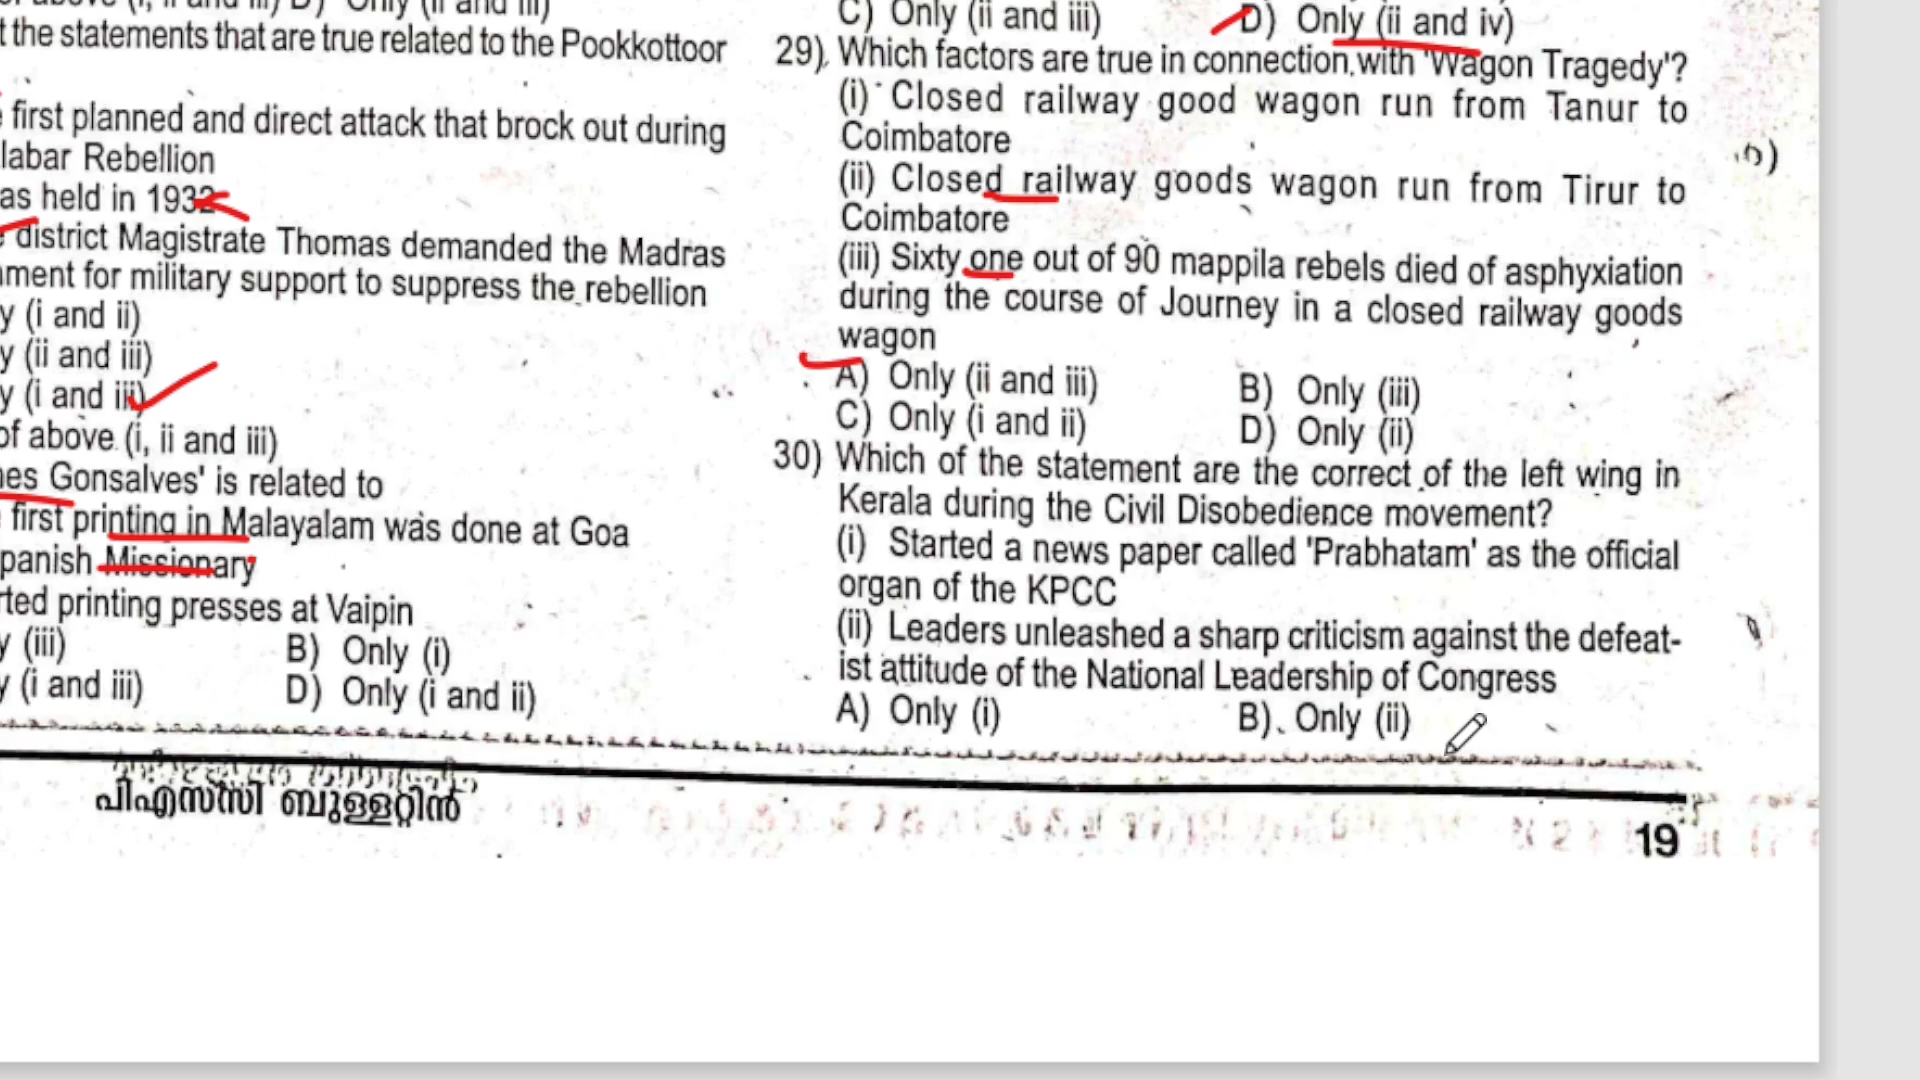 (ii and iii)
t the statements that are true related to the Pookkottoor
first planned and direct attack that brock out during
labar Rebellion
as held in 1932
district Magistrate Thomas demanded the Madras
ment for military support to suppress the rebellion
y (i and ii)
y (ii and iii)
y (i and iii)
of above (i, ii and iii)
nes Gonsalves' is related to
first printing in Malayalam was done at Goa
panish Missionary
rted printing presses at Vaipin
y (iii) B) Only (i)
y (i and iii) D) Only (i and ii)
പിഎസ്‌സി ബുള്ളറ്റിൻ
C) Only (ii and iii) D) Only (ii and iv)
29) Which factors are true in connection with 'Wagon Tragedy'?
(i) Closed railway good wagon run from Tanur to
Coimbatore
(ii) Closed railway goods wagon run from Tirur to
Coimbatore
(iii) Sixty one out of 90 mappila rebels died of asphyxiation
during the course of Journey in a closed railway goods
wagon
A) Only (ii and iii) B) Only (iii)
C) Only (i and ii) D) Only (ii)
30) Which of the statement are the correct of the left wing in
Kerala during the Civil Disobedience movement?
(i) Started a news paper called 'Prabhatam' as the official
organ of the KPCC
(ii) Leaders unleashed a sharp criticism against the defeat-
ist attitude of the National Leadership of Congress
A) Only (i) B) Only (ii)
19